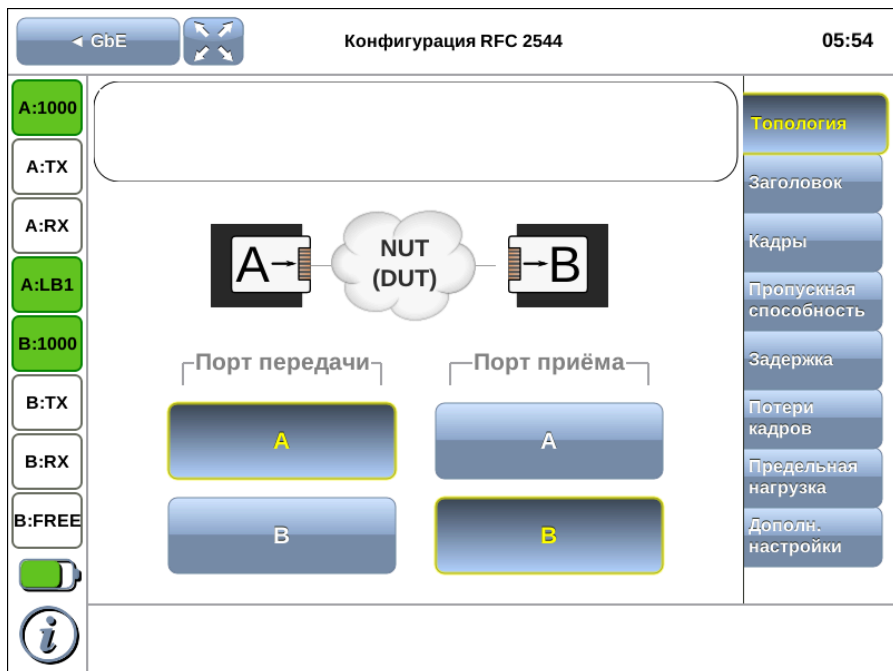 ◄ GbE
Конфигурация RFC 2544
05:54
A:1000
A:TX
A:RX
A:LB1
B:1000
B:TX
B:RX
B:FREE
A
NUT
(DUT)
B
Порт передачи
Порт приёма
A
A
B
B
Топология
Заголовок
Кадры
Пропускная
способность
Задержка
Потери
кадров
Предельная
нагрузка
Дополн.
настройки
i